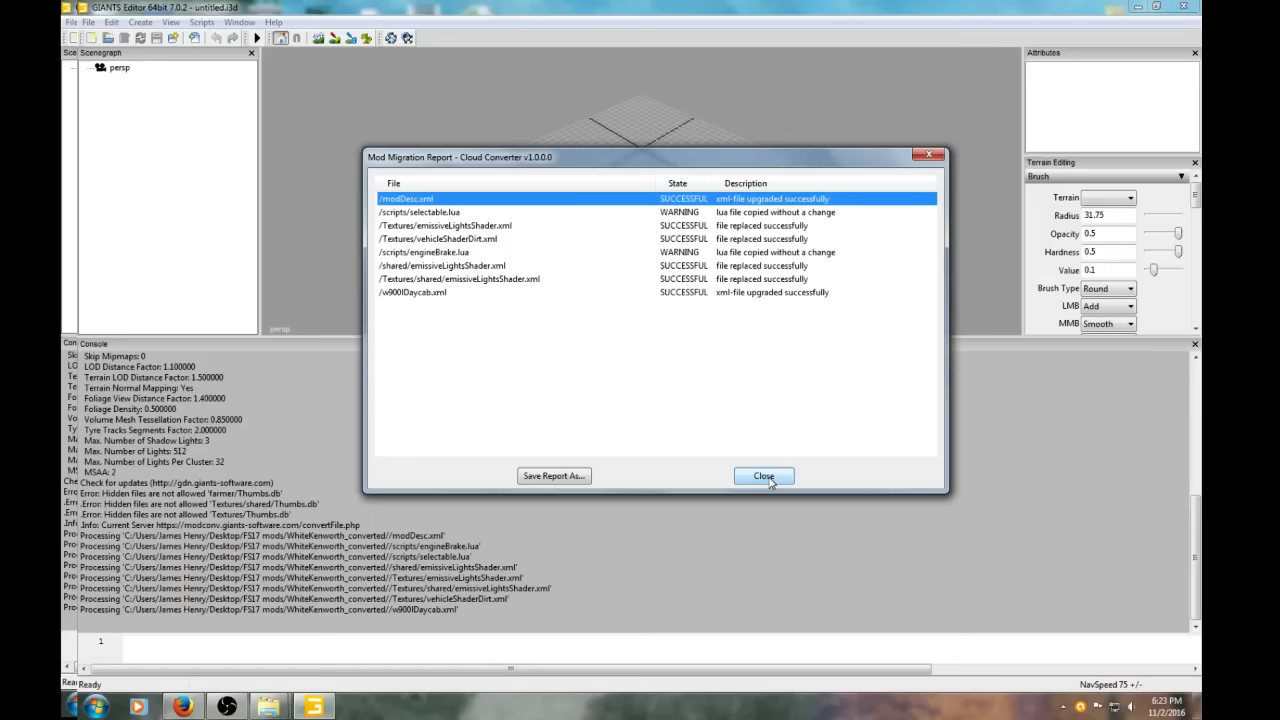 GIANTS Editor 64bit 7.0.2 - untitled.i3d
File File Edit Create View Scripts Window Help
Sce Scenegraph
persp
persp
Attributes
Terrain Editing
Brush
Terrain
Radius 31.75
Opacity 0.5
Hardness 0.5
Value 0.1
Brush Type Round
LMB Add
MMB Smooth
Mod Migration Report - Cloud Converter v1.0.0.0
File State Description
/modDesc.xml SUCCESSFUL xml-file upgraded successfully
/scripts/selectable.lua WARNING lua file copied without a change
/Textures/emissiveLightsShader.xml SUCCESSFUL file replaced successfully
/Textures/vehicleShaderDirt.xml SUCCESSFUL file replaced successfully
/scripts/engineBrake.lua WARNING lua file copied without a change
/shared/emissiveLightsShader.xml SUCCESSFUL file replaced successfully
/Textures/shared/emissiveLightsShader.xml SUCCESSFUL file replaced successfully
/w900lDaycab.xml SUCCESSFUL xml-file upgraded successfully
Save Report As... Close
Con Console
Skip Mipmaps: 0
LOD Distance Factor: 1.100000
Terrain LOD Distance Factor: 1.500000
Terrain Normal Mapping: Yes
Foliage View Distance Factor: 1.400000
Foliage Density: 0.500000
Volume Mesh Tessellation Factor: 0.850000
Tyre Tracks Segments Factor: 2.000000
Max. Number of Shadow Lights: 3
Max. Number of Lights: 512
Max. Number of Lights Per Cluster: 32
MSAA: 2
Check for updates (http://gdn.giants-software.com)
Error: Hidden files are not allowed 'farmer/Thumbs.db'
.Error: Hidden files are not allowed 'Textures/shared/Thumbs.db'
.Error: Hidden files are not allowed 'Textures/Thumbs.db'
.Info: Current Server https://modconv.giants-software.com/convertFile.php
Processing 'C:/Users/James Henry/Desktop/FS17 mods/WhiteKenworth_converted//modDesc.xml'
Processing 'C:/Users/James Henry/Desktop/FS17 mods/WhiteKenworth_converted//scripts/engineBrake.lua'
Processing 'C:/Users/James Henry/Desktop/FS17 mods/WhiteKenworth_converted//scripts/selectable.lua'
Processing 'C:/Users/James Henry/Desktop/FS17 mods/WhiteKenworth_converted//shared/emissiveLightsShader.xml'
Processing 'C:/Users/James Henry/Desktop/FS17 mods/WhiteKenworth_converted//Textures/emissiveLightsShader.xml'
Processing 'C:/Users/James Henry/Desktop/FS17 mods/WhiteKenworth_converted//Textures/shared/emissiveLightsShader.xml'
Processing 'C:/Users/James Henry/Desktop/FS17 mods/WhiteKenworth_converted//Textures/vehicleShaderDirt.xml'
Processing 'C:/Users/James Henry/Desktop/FS17 mods/WhiteKenworth_converted//w900lDaycab.xml'
1
Ready
NavSpeed 75 +/-
6:23 PM
11/2/2016